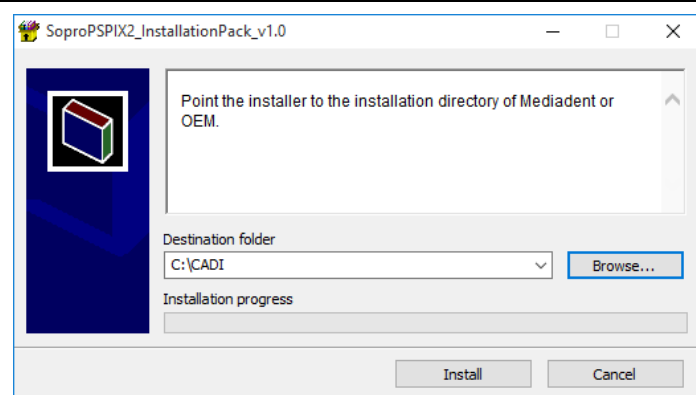 SoproPSPIX2_InstallationPack_v1.0
Point the installer to the installation directory of Mediadent or
OEM.
Destination folder
C:\CADI
Browse...
Installation progress
Install
Cancel